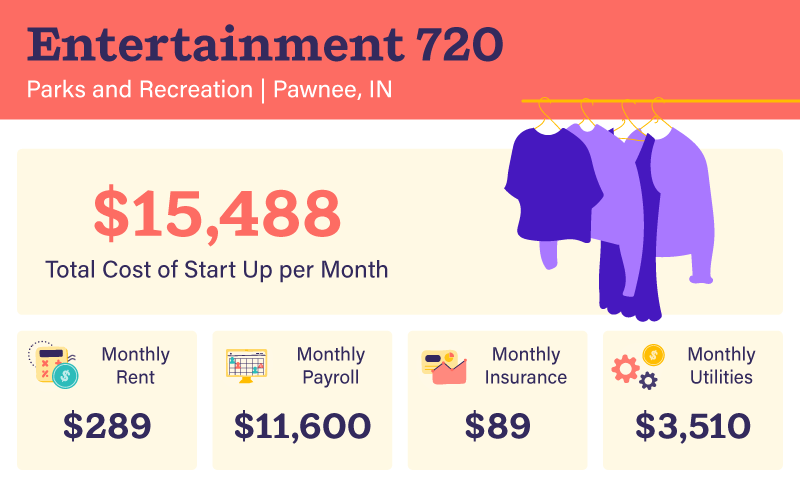 Entertainment 720
Parks and Recreation | Pawnee, IN
$15,488
Total Cost of Start Up per Month
Monthly
Rent
$289
Monthly
Payroll
$11,600
Monthly
Insurance
$89
Monthly
Utilities
$3,510